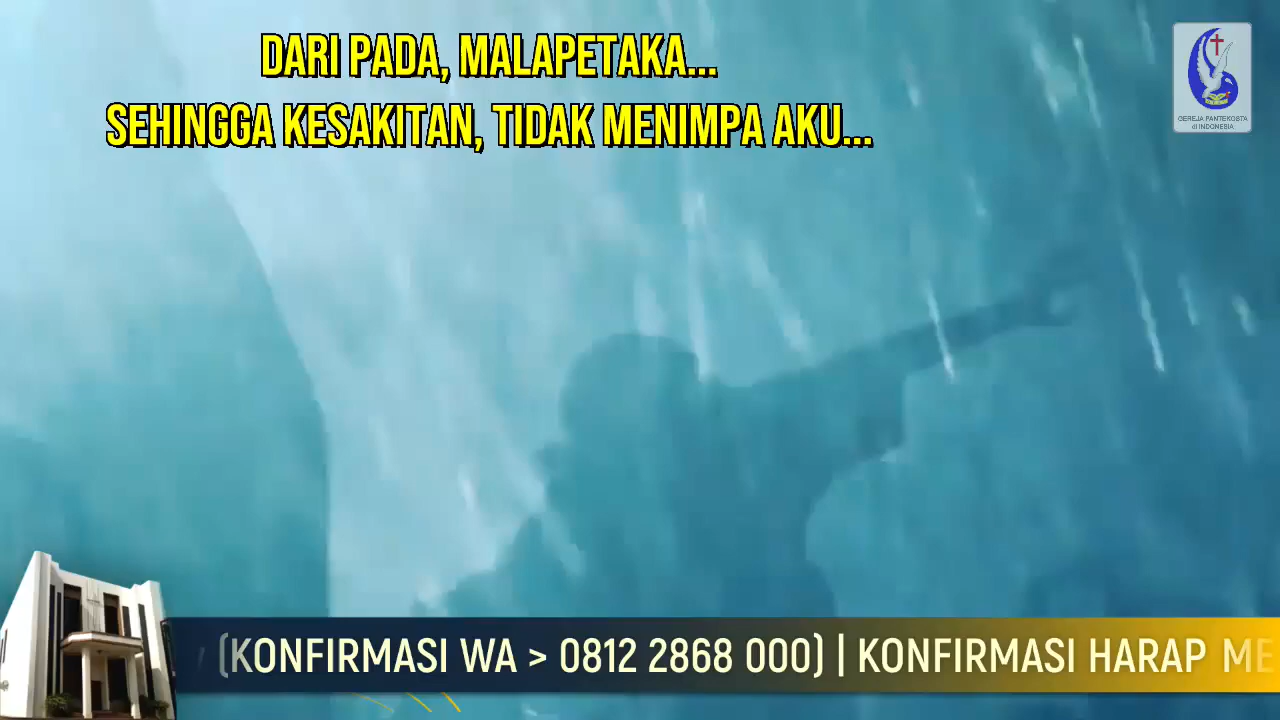 DARI PADA, MALAPETAKA...
SEHINGGA KESAKITAN, TIDAK MENIMPA AKU...
GEREJA PANTEKOSTA
di INDONESIA
(KONFIRMASI WA > 0812 2868 000) | KONFIRMASI HARAP ME